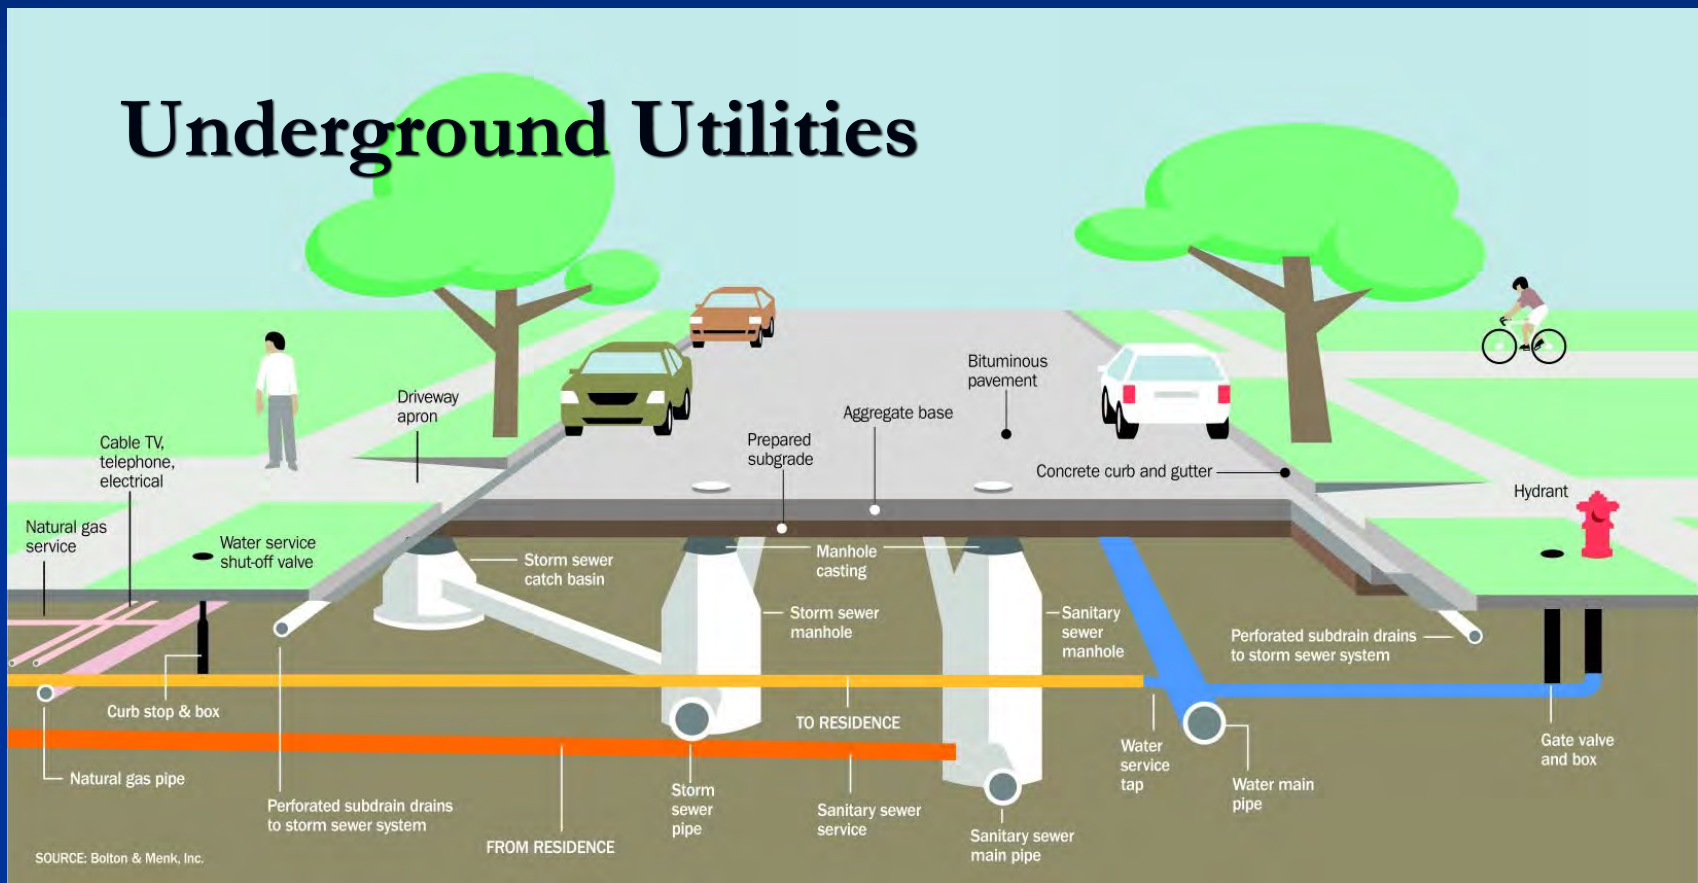 Underground Utilities
Bituminous
pavement
Driveway
apron
Aggregate base
Cable TV,
telephone,
electrical
Prepared
subgrade
Concrete curb and gutter
Hydrant
Natural gas
service
Water service
shut-off valve
Storm sewer
catch basin
Manhole
casting
Storm sewer
manhole
Sanitary
sewer
manhole
Perforated subdrain drains
to storm sewer system
Curb stop & box
TO RESIDENCE
Water
service
tap
Gate valve
and box
Natural gas pipe
Water main
pipe
Perforated subdrain drains
to storm sewer system
Storm
sewer
pipe
Sanitary sewer
service
Sanitary sewer
main pipe
FROM RESIDENCE
SOURCE: Bolton & Menk, Inc.